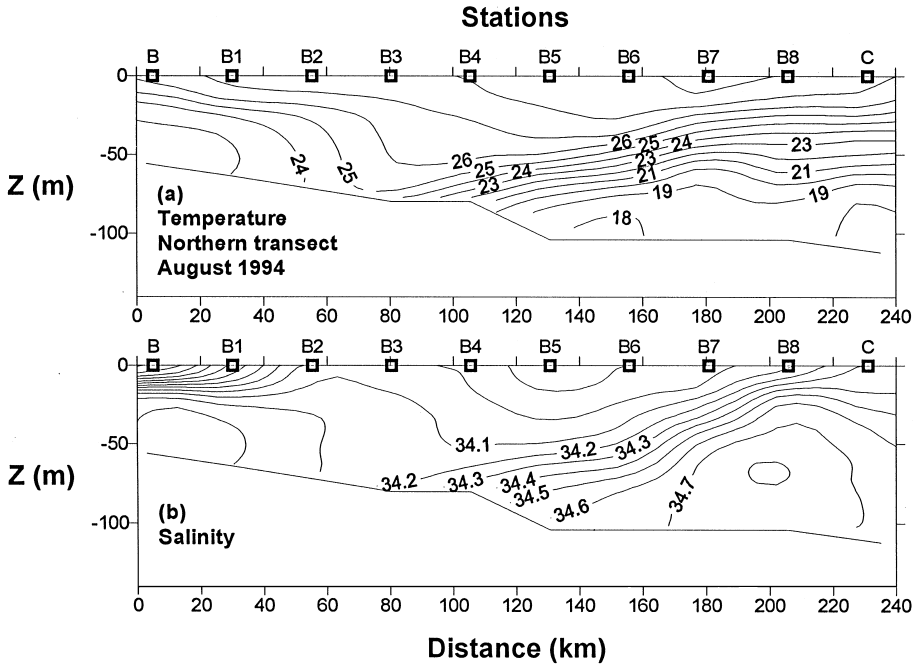 Stations
B B1 B2 B3 B4 B5 B6 B7 B8 C
0
-50
-100
Z (m)
26 25 24 23
26 25 24 23
25 24 23 21
24 25 21 19
19 18
(a)
Temperature
Northern transect
August 1994
0 20 40 60 80 100 120 140 160 180 200 220 240
B B1 B2 B3 B4 B5 B6 B7 B8 C
0
-50
-100
Z (m)
34.1 34.2 34.3
34.2 34.3 34.4 34.7
34.5
34.6
(b)
Salinity
0 20 40 60 80 100 120 140 160 180 200 220 240
Distance (km)